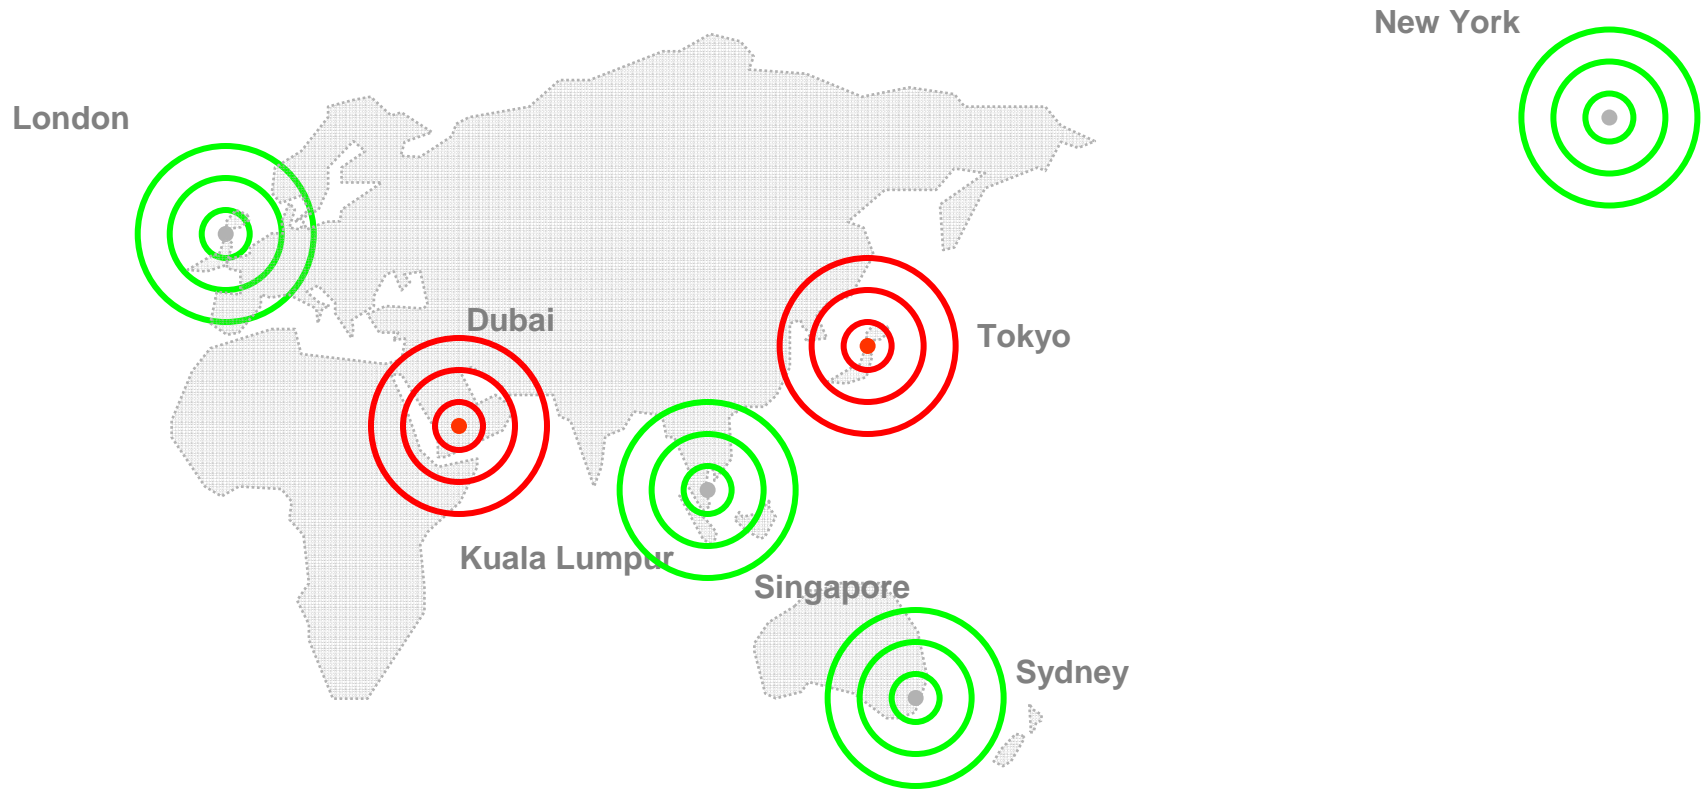 New York
London
Dubai
Tokyo
Kuala Lumpur
Singapore
Sydney